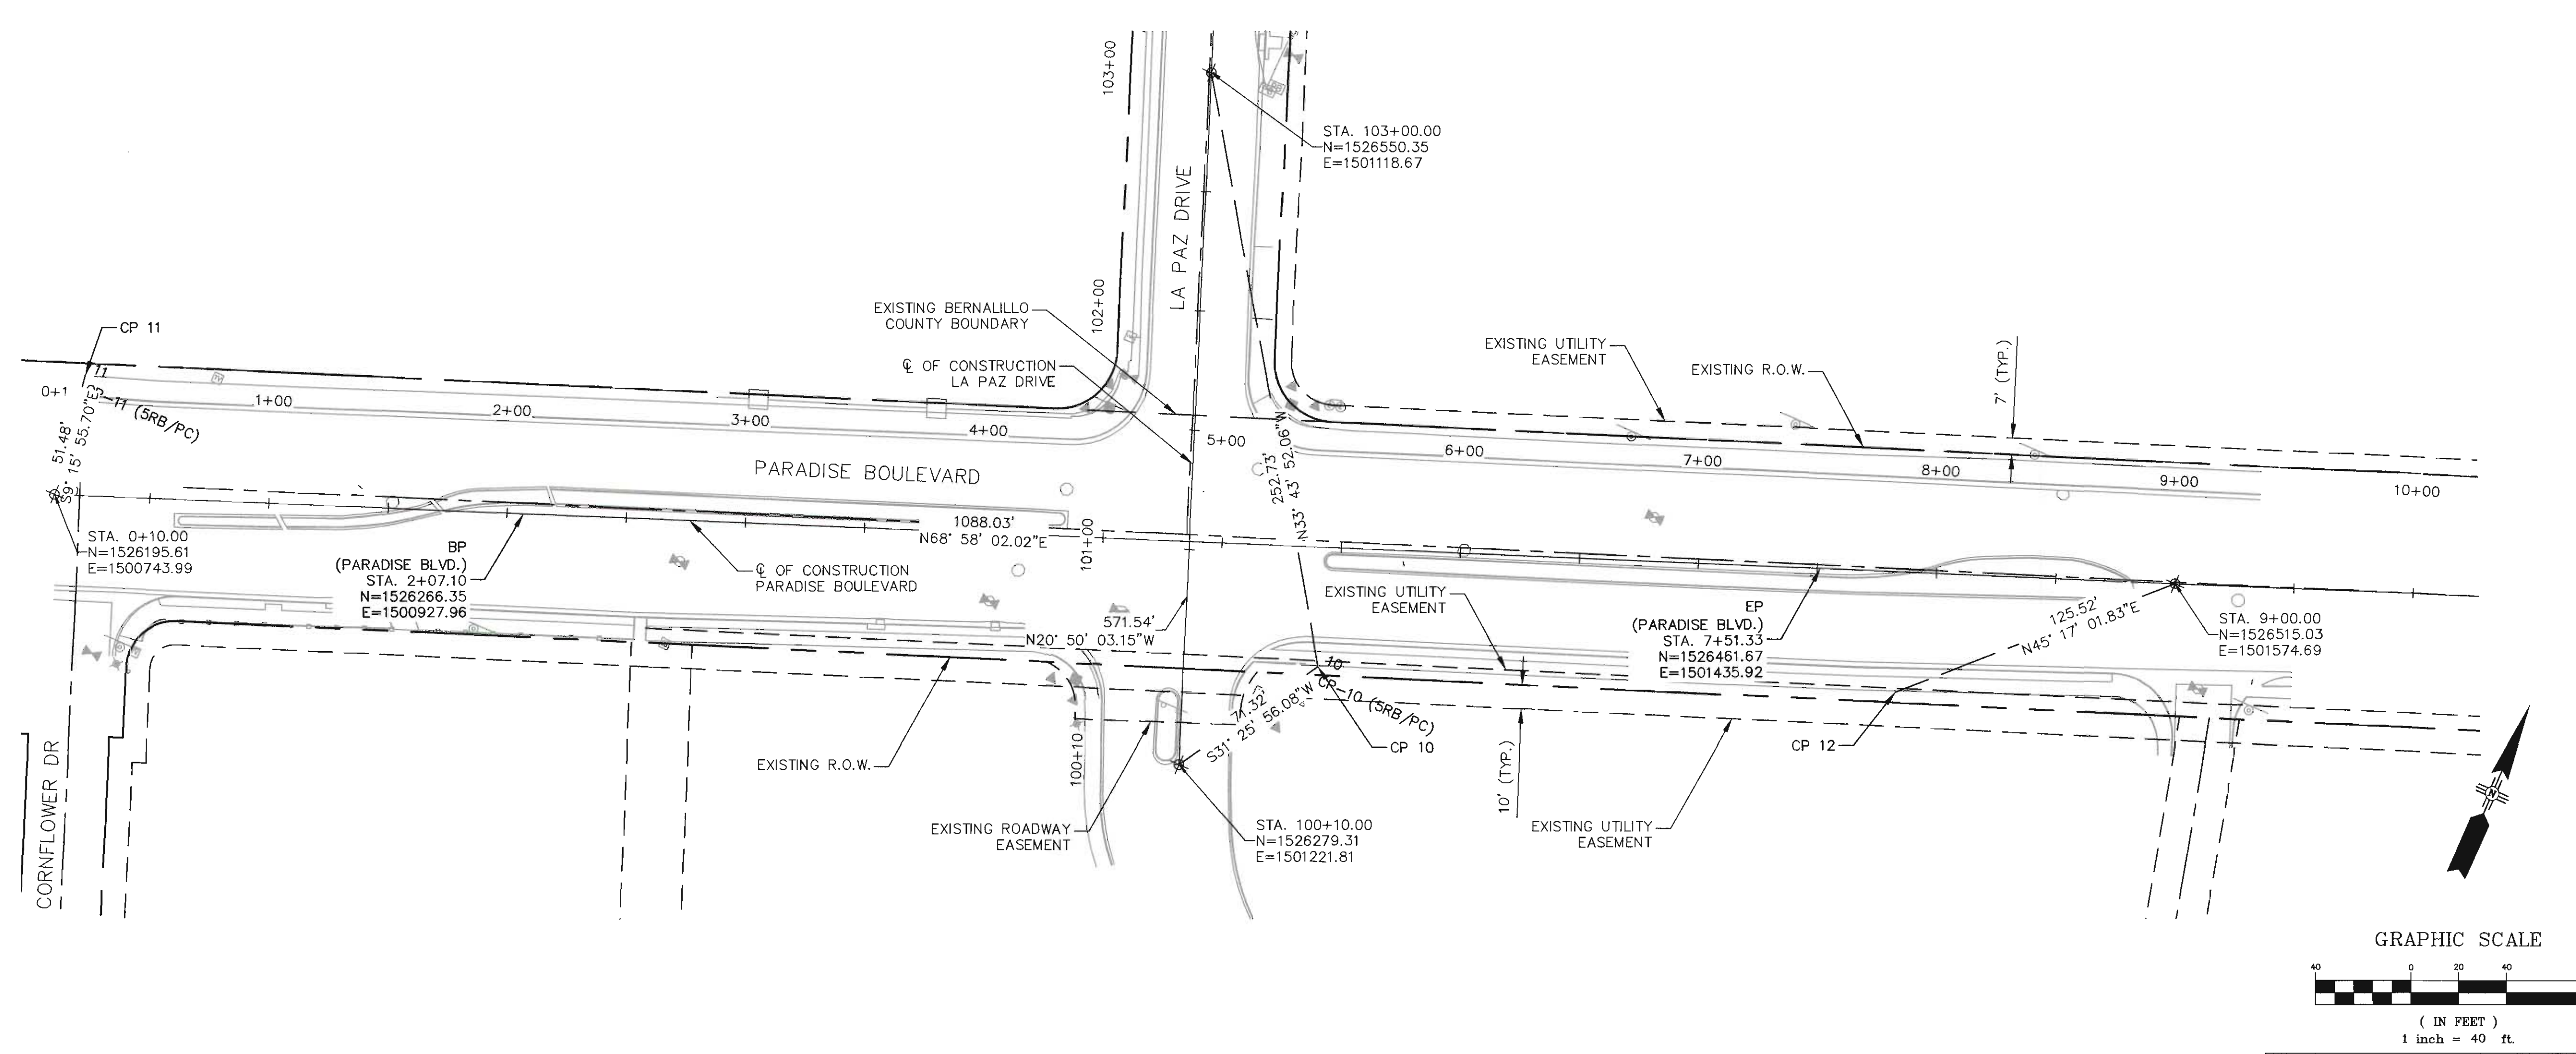 103+00
STA. 103+00.00
N=1526550.35
E=1501118.67
LA PAZ DRIVE
102+00
EXISTING BERNALILLO
COUNTY BOUNDARY
CP 11
℄ OF CONSTRUCTION
LA PAZ DRIVE
EXISTING UTILITY
EASEMENT
EXISTING R.O.W.
7' (TYP.)
11
0+1
1+00
2+00
3+00
4+00
5+00
6+00
7+00
8+00
9+00
10+00
-11 (5RB/PC)
51.48'
S9° 15' 55.70"E
PARADISE BOULEVARD
252.73'
N33° 43' 52.06"W
1088.03'
N68° 58' 02.02"E
101+00
STA. 0+10.00
N=1526195.61
E=1500743.99
BP
(PARADISE BLVD.)
STA. 2+07.10
N=1526266.35
E=1500927.96
℄ OF CONSTRUCTION
PARADISE BOULEVARD
EXISTING UTILITY
EASEMENT
EP
(PARADISE BLVD.)
STA. 7+51.33
N=1526461.67
E=1501435.92
125.52'
N45° 17' 01.83"E
STA. 9+00.00
N=1526515.03
E=1501574.69
571.54'
N20° 50' 03.15"W
10
CP-10 (5RB/PC)
71.32'
S31° 25' 56.08"W
CP 10
CP 12
EXISTING R.O.W.
100+10
10' (TYP.)
CORNFLOWER DR
EXISTING ROADWAY
EASEMENT
STA. 100+10.00
N=1526279.31
E=1501221.81
EXISTING UTILITY
EASEMENT
N
GRAPHIC SCALE
40 0 20 40
( IN FEET )
1 inch = 40 ft.